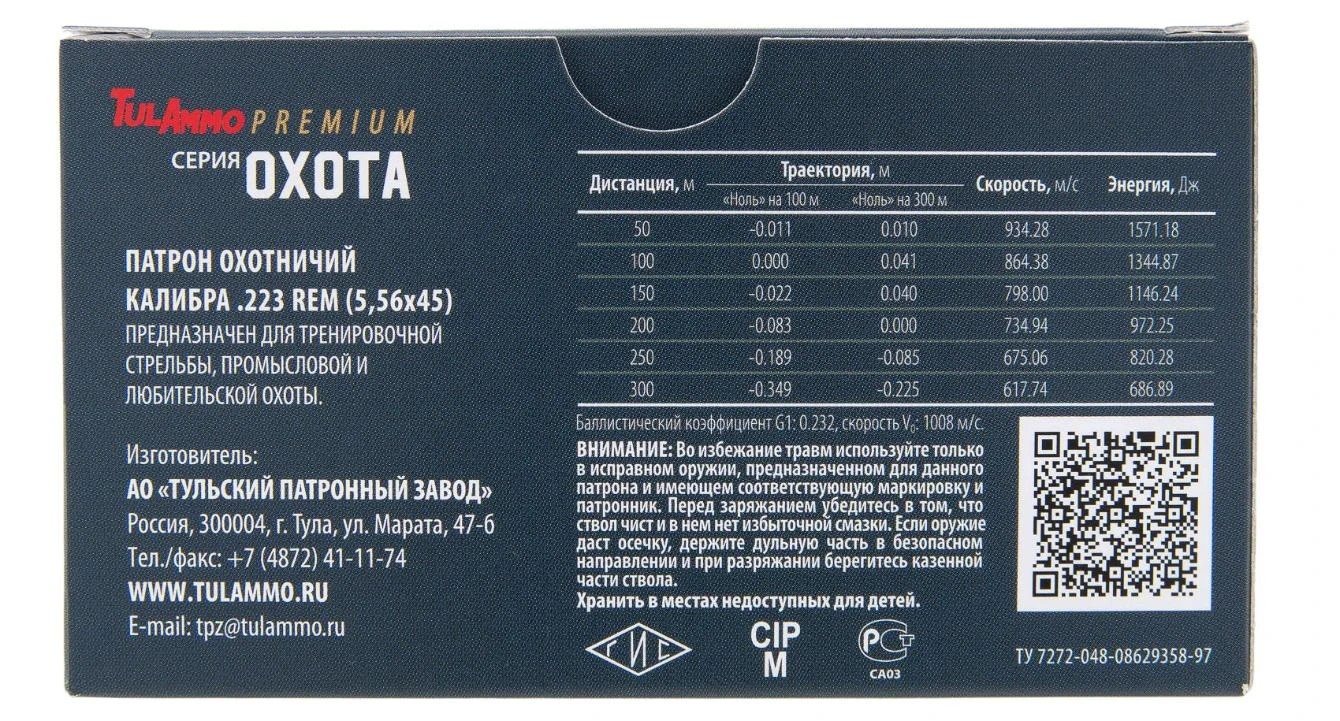 TULAMMO PREMIUM
СЕРИЯ ОХОТА
ПАТРОН ОХОТНИЧИЙ
КАЛИБРА .223 REM (5,56х45)
ПРЕДНАЗНАЧЕН ДЛЯ ТРЕНИРОВОЧНОЙ
СТРЕЛЬБЫ, ПРОМЫСЛОВОЙ И
ЛЮБИТЕЛЬСКОЙ ОХОТЫ.
Изготовитель:
АО «ТУЛЬСКИЙ ПАТРОННЫЙ ЗАВОД»
Россия, 300004, г. Тула, ул. Марата, 47-б
Тел./факс: +7 (4872) 41-11-74
WWW.TULAMMO.RU
E-mail: tpz@tulammo.ru
Дистанция, м Траектория, м Скорость, м/с Энергия, Дж
«Ноль» на 100 м «Ноль» на 300 м
50 -0.011 0.010 934.28 1571.18
100 0.000 0.041 864.38 1344.87
150 -0.022 0.040 798.00 1146.24
200 -0.083 0.000 734.94 972.25
250 -0.189 -0.085 675.06 820.28
300 -0.349 -0.225 617.74 686.89
Баллистический коэффициент G1: 0.232, скорость V0: 1008 м/с.
ВНИМАНИЕ: Во избежание травм используйте только
в исправном оружии, предназначенном для данного
патрона и имеющем соответствующую маркировку и
патронник. Перед заряжанием убедитесь в том, что
ствол чист и в нем нет избыточной смазки. Если оружие
даст осечку, держите дульную часть в безопасном
направлении и при разряжании берегитесь казенной
части ствола.
Хранить в местах недоступных для детей.
ГИС
CIP
M
РСТ
СА03
ТУ 7272-048-08629358-97